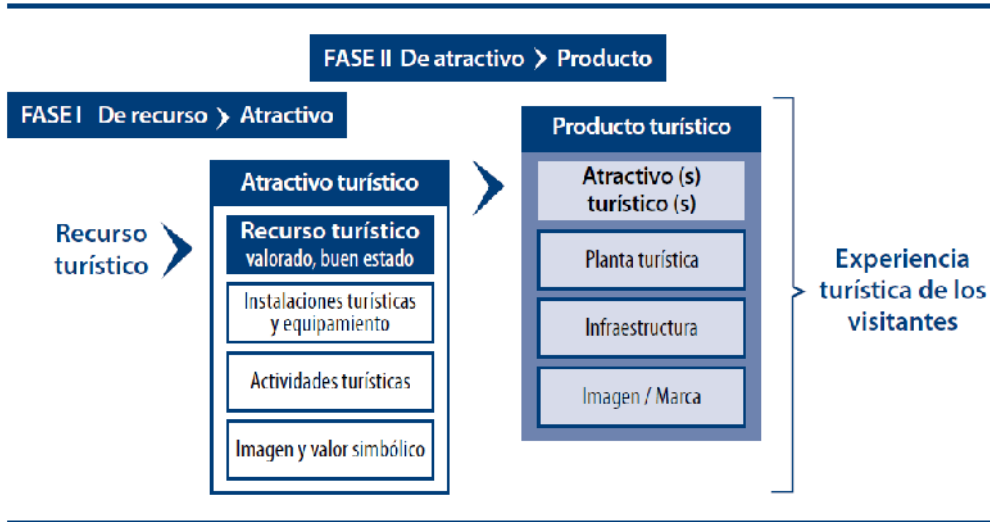 FASE II De atractivo > Producto
FASE I De recurso > Atractivo
Recurso
turístico
Atractivo turístico
Recurso turístico
valorado, buen estado
Instalaciones turísticas
y equipamiento
Actividades turísticas
Imagen y valor simbólico
Producto turístico
Atractivo (s)
turístico (s)
Planta turística
Infraestructura
Imagen / Marca
Experiencia
turística de los
visitantes